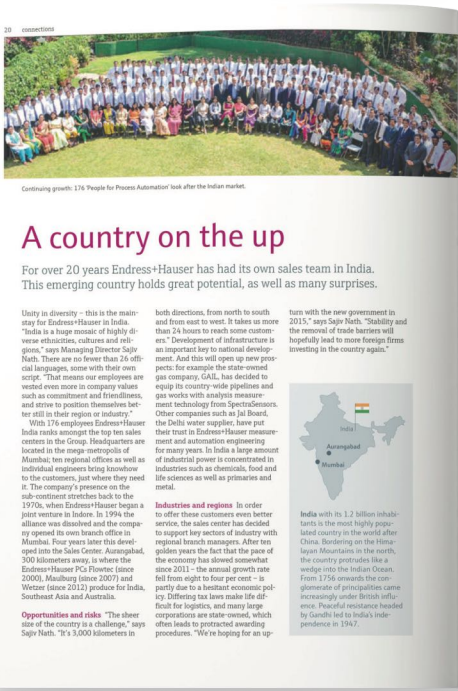 20 connections
Continuing growth: 176 'People for Process Automation' look after the Indian market.
A country on the up
For over 20 years Endress+Hauser has had its own sales team in India.
This emerging country holds great potential, as well as many surprises.
Unity in diversity – this is the main-
stay for Endress+Hauser in India.
"India is a huge mosaic of highly di-
verse ethnicities, cultures and reli-
gions," says Managing Director Sajiv
Nath. There are no fewer than 26 offi-
cial languages, some with their own
script. "That means our employees are
vested even more in company values
such as commitment and friendliness,
and strive to position themselves bet-
ter still in their region or industry."
With 176 employees Endress+Hauser
India ranks amongst the top ten sales
centers in the Group. Headquarters are
located in the mega-metropolis of
Mumbai; ten regional offices as well as
individual engineers bring knowhow
to the customers, just where they need
it. The company's presence on the
sub-continent stretches back to the
1970s, when Endress+Hauser began a
joint venture in Indore. In 1994 the
alliance was dissolved and the compa-
ny opened its own branch office in
Mumbai. Four years later this devel-
oped into the Sales Center. Aurangabad,
300 kilometers away, is where the
Endress+Hauser PCs Flowtec (since
2000), Maulburg (since 2007) and
Wetzer (since 2012) produce for India,
Southeast Asia and Australia.
Opportunities and risks "The sheer
size of the country is a challenge," says
Sajiv Nath. "It's 3,000 kilometers in
both directions, from north to south
and from east to west. It takes us more
than 24 hours to reach some custom-
ers." Development of infrastructure is
an important key to national develop-
ment. And this will open up new pros-
pects: for example the state-owned
gas company, GAIL, has decided to
equip its country-wide pipelines and
gas works with analysis measure-
ment technology from SpectraSensors.
Other companies such as Jal Board,
the Delhi water supplier, have put
their trust in Endress+Hauser measure-
ment and automation engineering
for many years. In India a large amount
of industrial power is concentrated in
industries such as chemicals, food and
life sciences as well as primaries and
metal.
Industries and regions In order
to offer these customers even better
service, the sales center has decided
to support key sectors of industry with
regional branch managers. After ten
golden years the fact that the pace of
the economy has slowed somewhat
since 2011 – the annual growth rate
fell from eight to four per cent – is
partly due to a hesitant economic pol-
icy. Differing tax laws make life dif-
ficult for logistics, and many large
corporations are state-owned, which
often leads to protracted awarding
procedures. "We're hoping for an up-
turn with the new government in
2015," says Sajiv Nath. "Stability and
the removal of trade barriers will
hopefully lead to more foreign firms
investing in the country again."
India
Aurangabad
Mumbai
India with its 1.2 billion inhabi-
tants is the most highly popu-
lated country in the world after
China. Bordering on the Hima-
layan Mountains in the north,
the country protrudes like a
wedge into the Indian Ocean.
From 1756 onwards the con-
glomerate of principalities came
increasingly under British influ-
ence. Peaceful resistance headed
by Gandhi led to India's inde-
pendence in 1947.